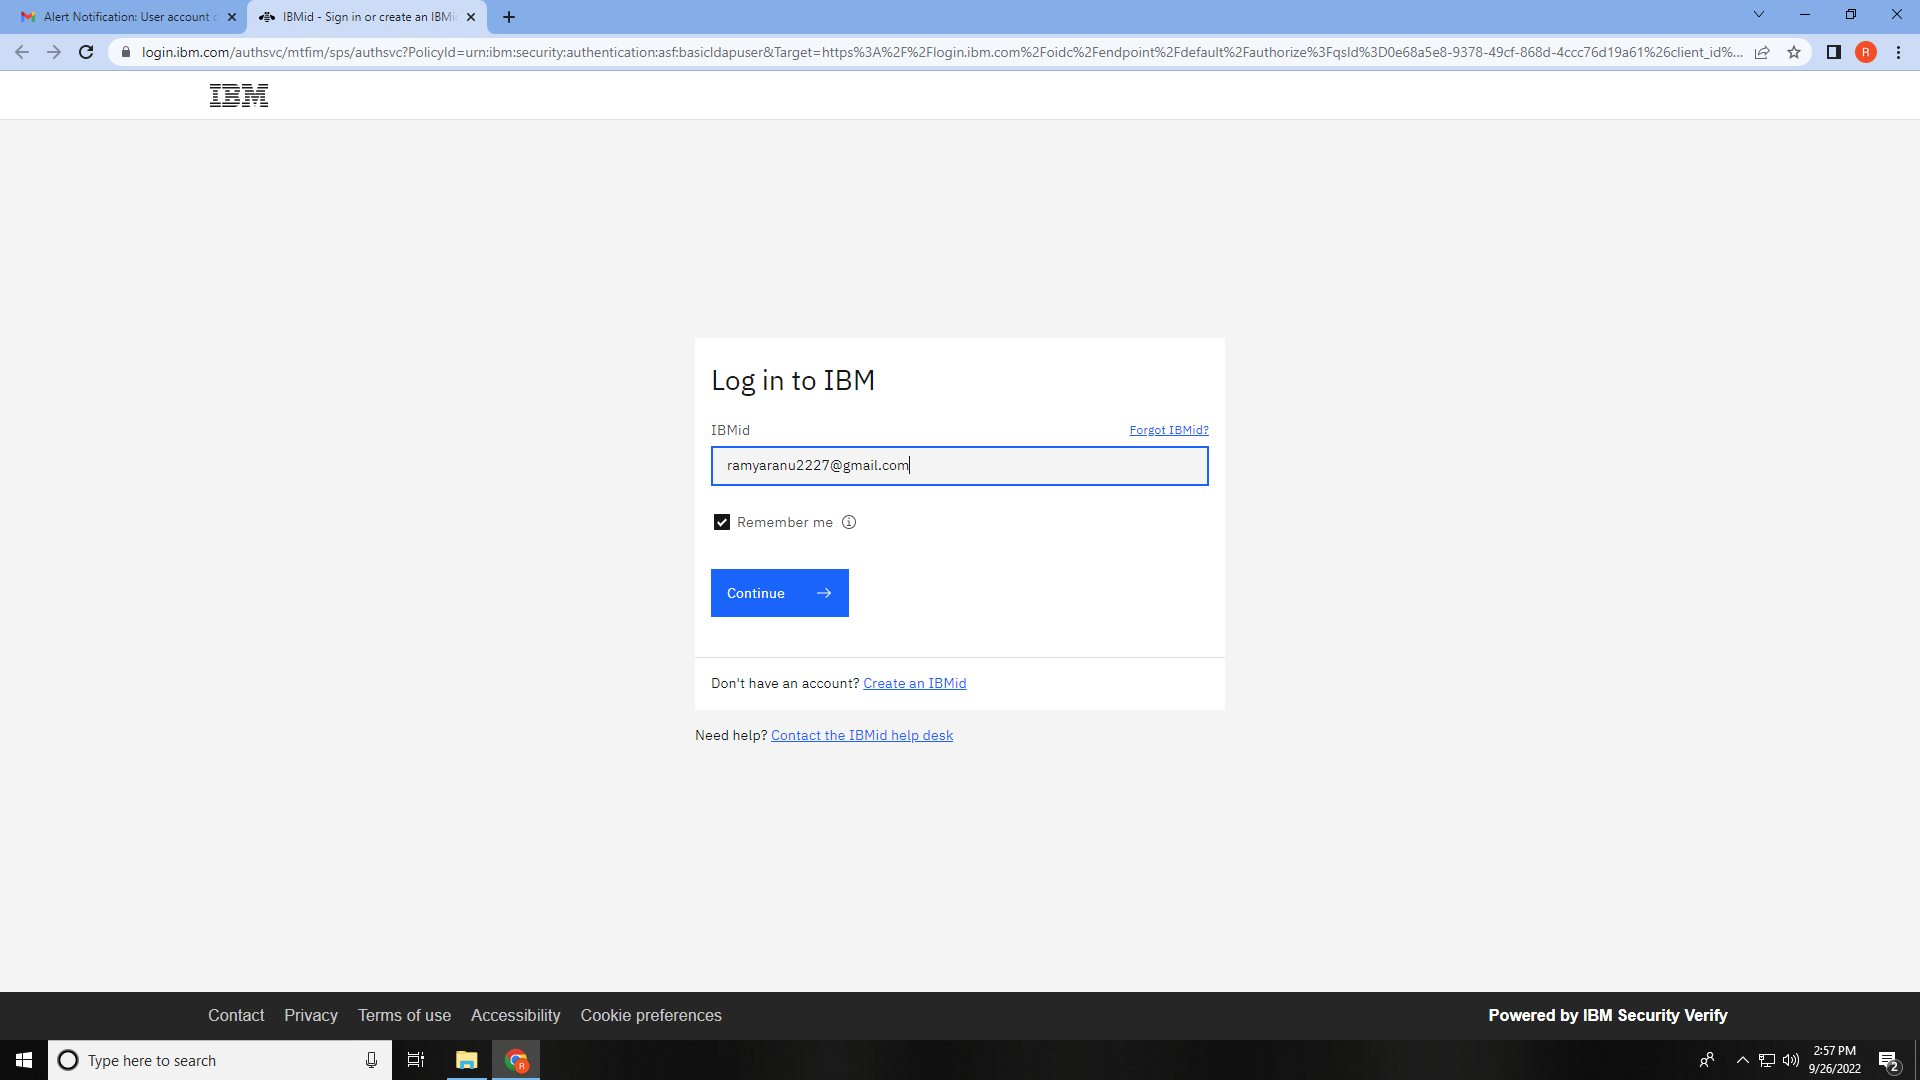 Alert Notification: User account
IBMid - Sign in or create an IBMi
login.ibm.com/authsvc/mtfim/sps/authsvc?PolicyId=urn:ibm:security:authentication:asf:basicldapuser&Target=https%3A%2F%2Flogin.ibm.com%2Foidc%2Fendpoint%2Fdefault%2Fauthorize%3FqsId%3D0e68a5e8-9378-49cf-868d-4ccc76d19a61%26client_id%...
R
IBM
Log in to IBM
IBMid
Forgot IBMid?
ramyaranu2227@gmail.com
Remember me
Continue
Don't have an account? Create an IBMid
Need help? Contact the IBMid help desk
Contact Privacy Terms of use Accessibility Cookie preferences
Powered by IBM Security Verify
Type here to search
R
2:57 PM
9/26/2022
2